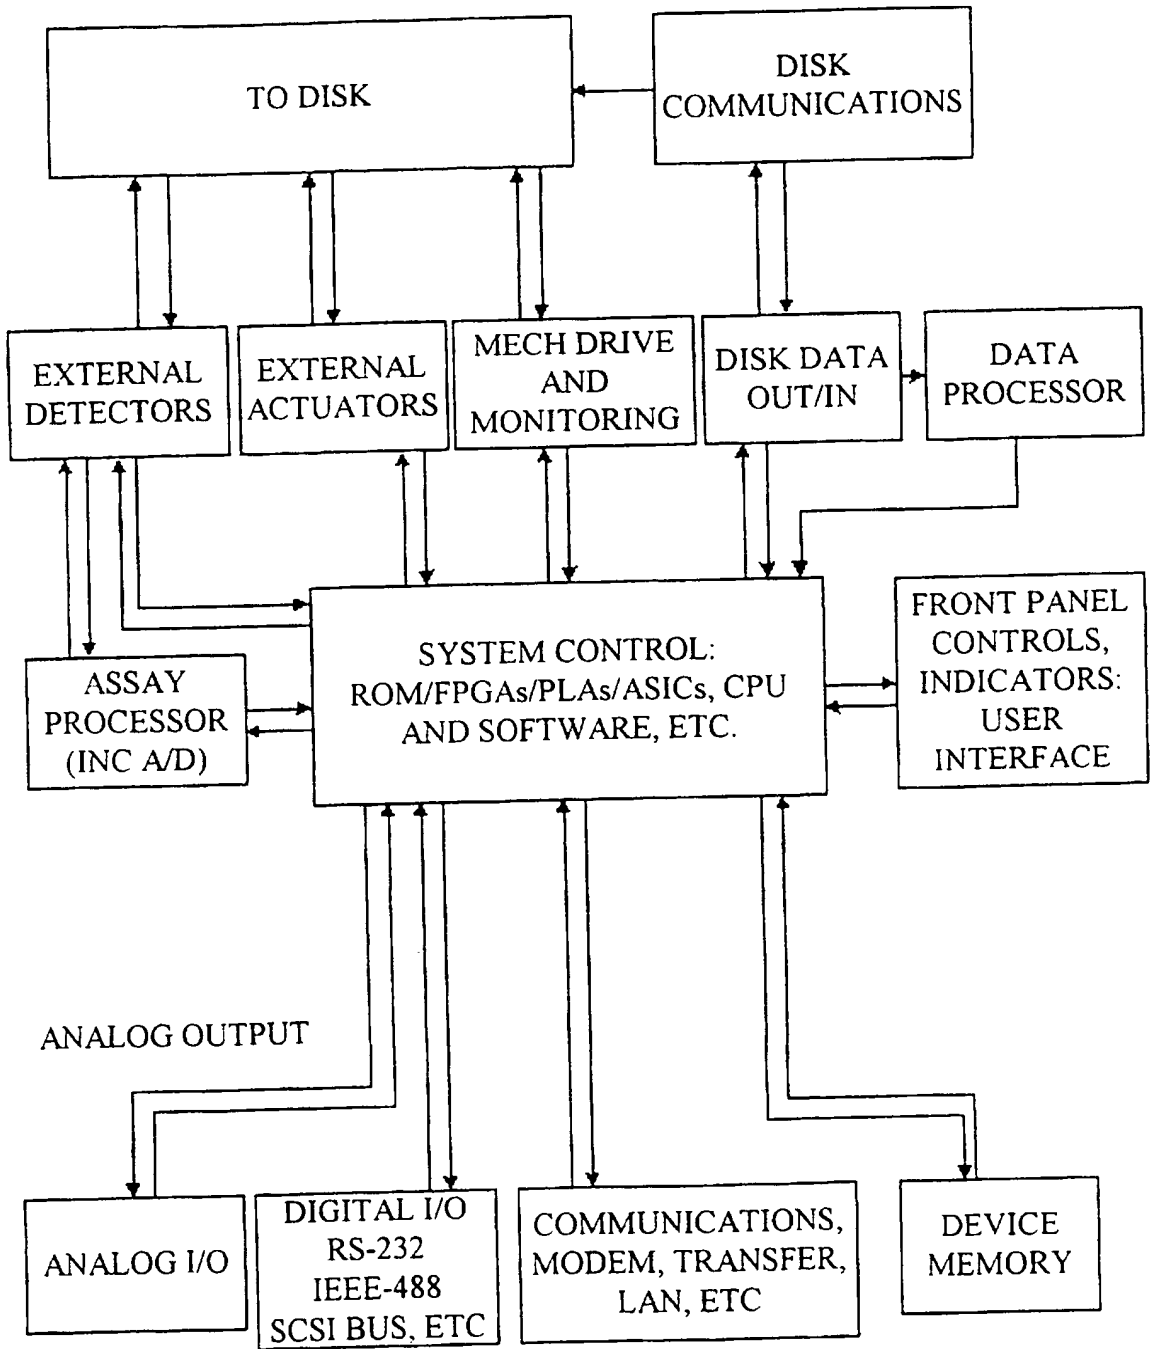 TO DISK
DISK
COMMUNICATIONS
EXTERNAL
DETECTORS
EXTERNAL
ACTUATORS
MECH DRIVE
AND
MONITORING
DISK DATA
OUT/IN
DATA
PROCESSOR
ASSAY
PROCESSOR
(INC A/D)
SYSTEM CONTROL:
ROM/FPGAs/PLAs/ASICs, CPU
AND SOFTWARE, ETC.
FRONT PANEL
CONTROLS,
INDICATORS:
USER
INTERFACE
ANALOG OUTPUT
ANALOG I/O
DIGITAL I/O
RS-232
IEEE-488
SCSI BUS, ETC
COMMUNICATIONS,
MODEM, TRANSFER,
LAN, ETC
DEVICE
MEMORY